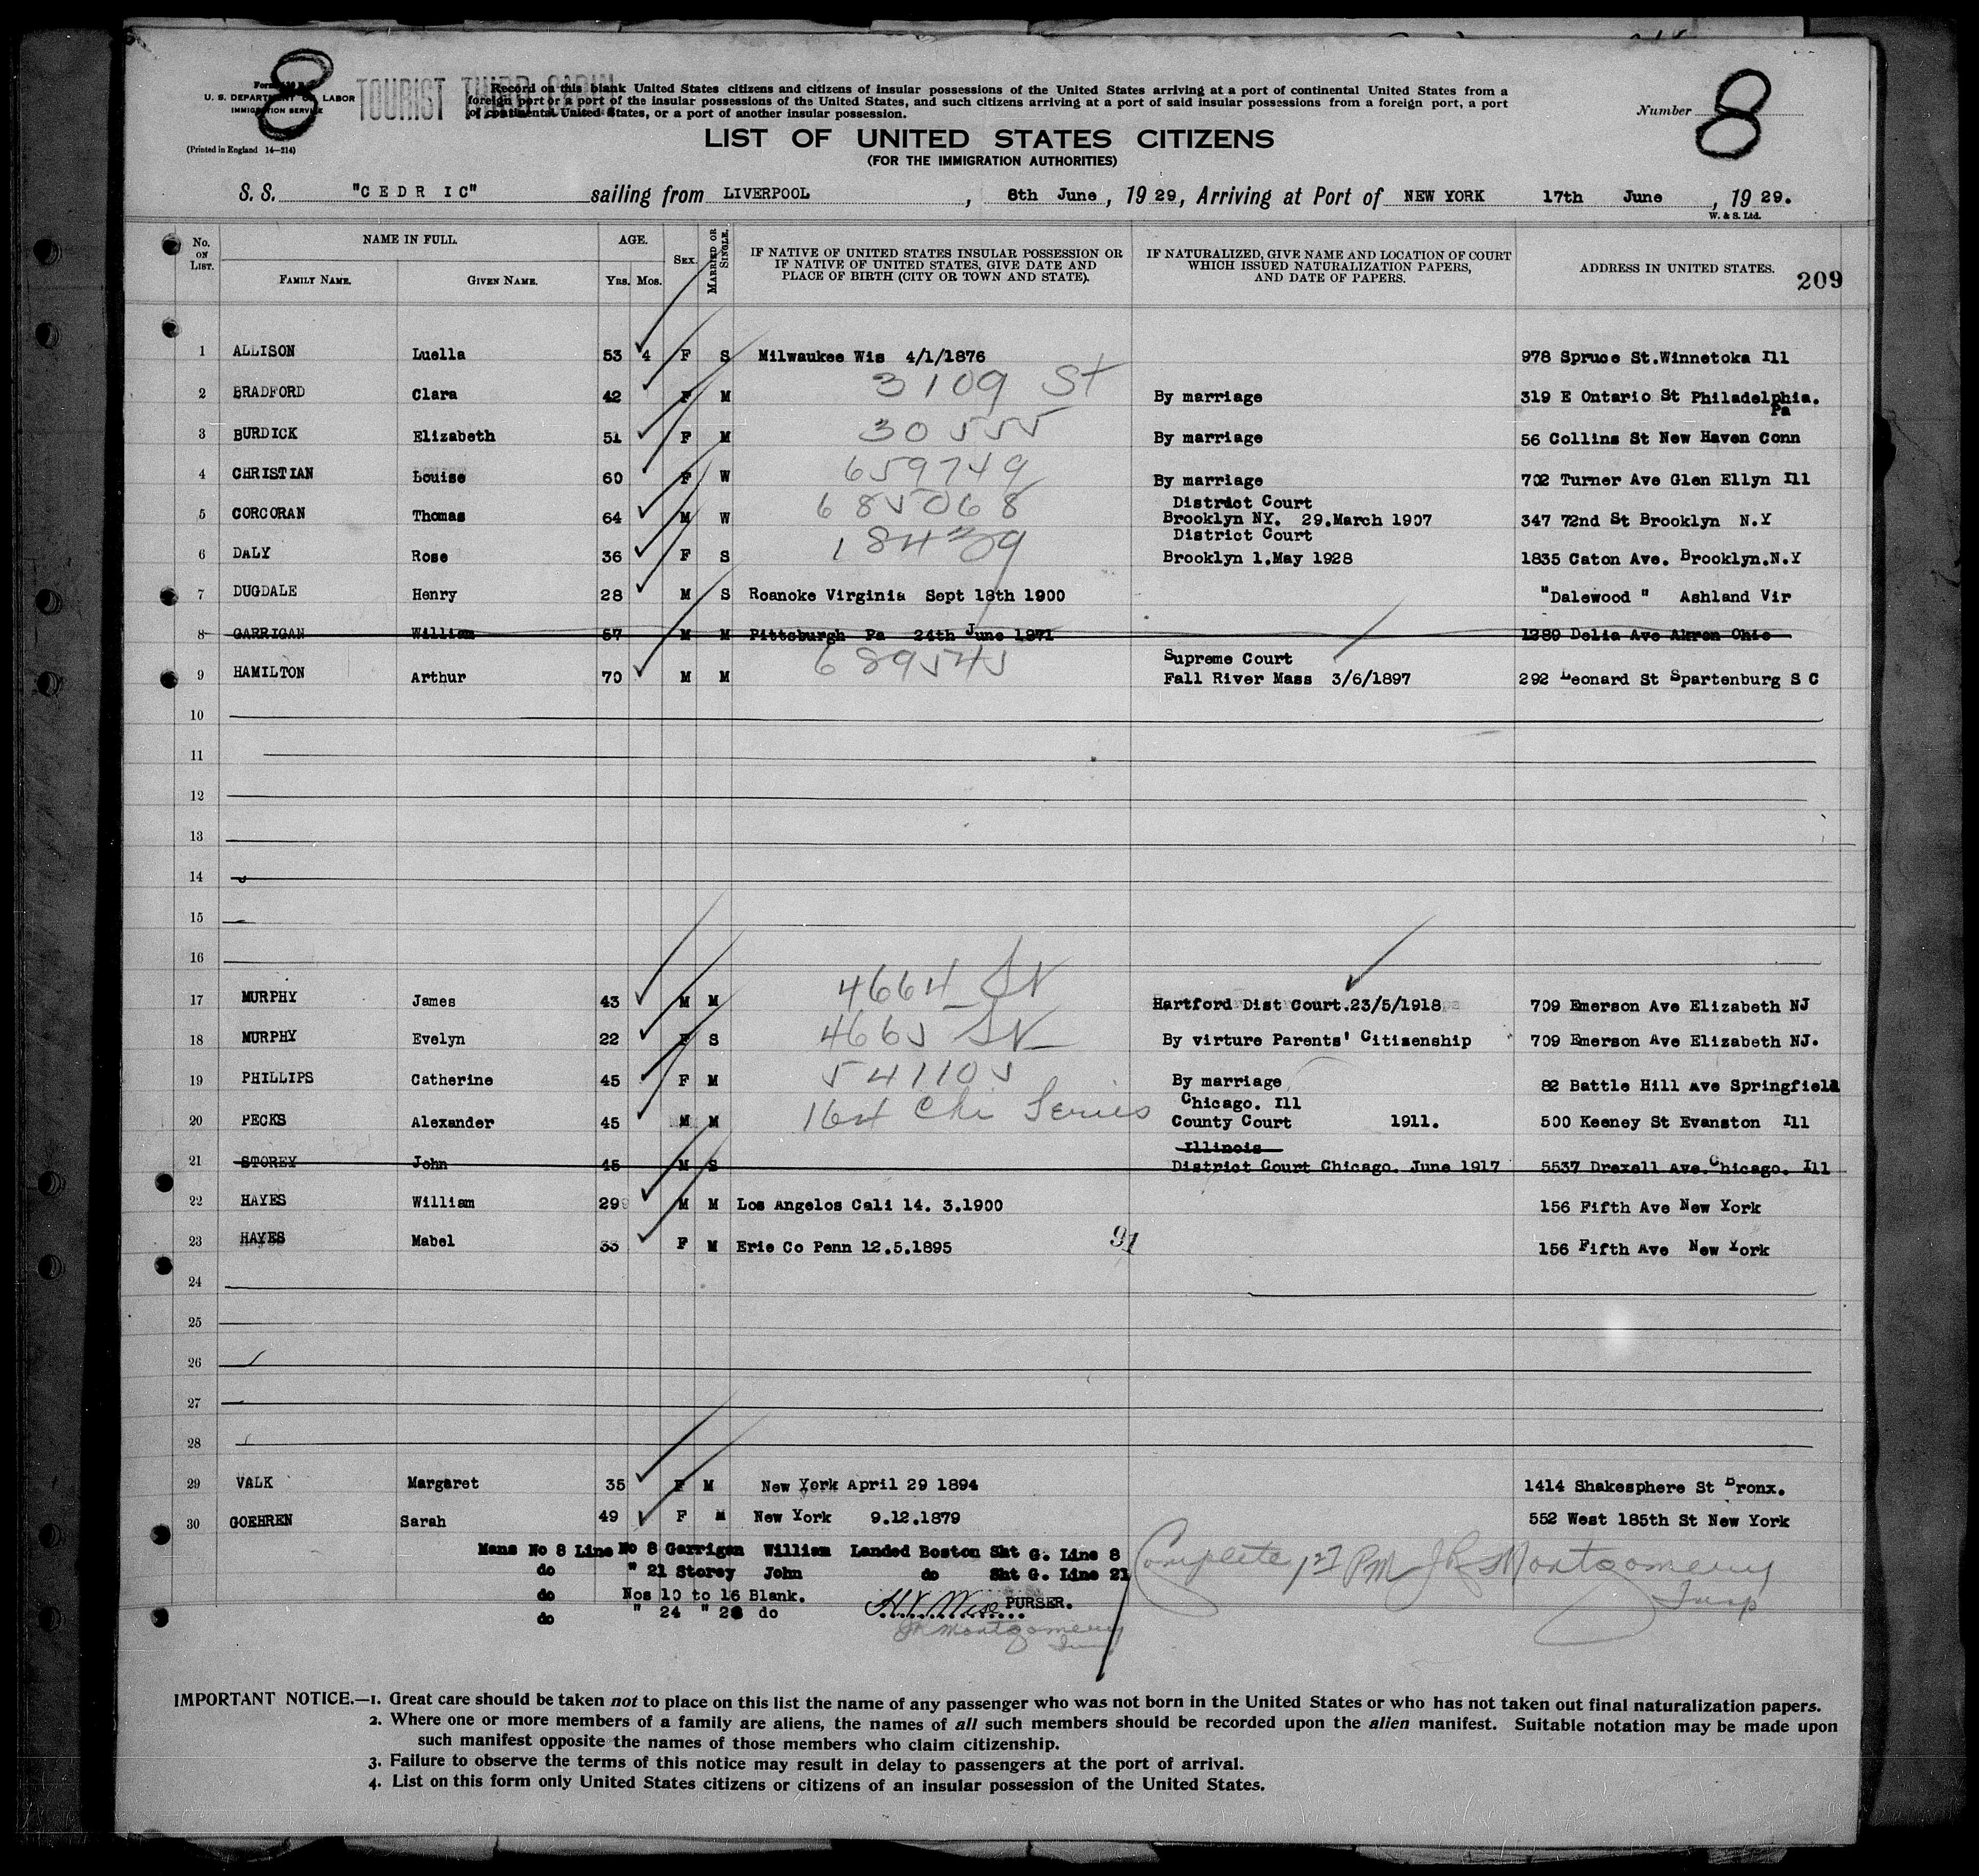 8
TOURIST THIRD CABIN
U. S. DEPARTMENT OF LABOR
IMMIGRATION SERVICE
(Printed in England 14—214)
Record on this blank United States citizens and citizens of insular possessions of the United States arriving at a port of continental United States from a
foreign port or a port of the insular possessions of the United States, and such citizens arriving at a port of said insular possessions from a foreign port, a port
of continental United States, or a port of another insular possession.
Number 8
LIST OF UNITED STATES CITIZENS
(FOR THE IMMIGRATION AUTHORITIES)
S. S. "CEDRIC" sailing from LIVERPOOL, 8th June, 1929, Arriving at Port of NEW YORK 17th June, 1929.
W. & S. Ltd.
No. ON LIST. NAME IN FULL. FAMILY NAME. GIVEN NAME. AGE. YRS. MOS. SEX. MARRIED OR SINGLE. IF NATIVE OF UNITED STATES INSULAR POSSESSION OR IF NATIVE OF UNITED STATES, GIVE DATE AND PLACE OF BIRTH (CITY OR TOWN AND STATE). IF NATURALIZED, GIVE NAME AND LOCATION OF COURT WHICH ISSUED NATURALIZATION PAPERS, AND DATE OF PAPERS. ADDRESS IN UNITED STATES. 209
1 ALLISON Luella 53 4 F S Milwaukee Wis 4/1/1876 978 Spruce St.Winnetoka Ill
2 BRADFORD Clara 42 F M 3109 St By marriage 319 E Ontario St Philadelphia. Pa
3 BURDICK Elizabeth 51 F M 30555 By marriage 56 Collins St New Haven Conn
4 CHRISTIAN Louise 60 F W 659749 By marriage 702 Turner Ave Glen Ellyn Ill
District Court
5 CORCORAN Thomas 64 M W 685068 Brooklyn NY. 29.March 1907 347 72nd St Brooklyn N.Y
District Court
6 DALY Rose 36 F S 18439 Brooklyn 1.May 1928 1835 Caton Ave. Brooklyn.N.Y
7 DUGDALE Henry 28 M S Roanoke Virginia Sept 18th 1900 "Dalewood " Ashland Vir
8 GARRIGAN William 57 M M Pittsburgh Pa 24th June 1971 1289 Delia Ave Akron Ohio
Supreme Court
9 HAMILTON Arthur 70 M M 689545 Fall River Mass 3/6/1897 292 Leonard St Spartenburg S C
10
11
12
13
14
15
16
17 MURPHY James 43 M M 4664 Hartford Dist Court.23/5/1918 709 Emerson Ave Elizabeth NJ
18 MURPHY Evelyn 22 F S 4665 By virture Parents' Citizenship 709 Emerson Ave Elizabeth NJ.
19 PHILLIPS Catherine 45 F M 541105 By marriage 82 Battle Hill Ave Springfield
Chicago. Ill
20 PECKS Alexander 45 M M 164 Chi Series County Court 1911. 500 Keeney St Evanston Ill
Illinois
21 STOREY John 45 M S District Court Chicago. June 1917 5537 Drexell Ave.Chicago. Ill
22 HAYES William 29 M M Los Angelos Cali 14. 3.1900 156 Fifth Ave New York
23 HAYES Mabel 33 F M Erie Co Penn 12.5.1895 91 156 Fifth Ave New York
24
25
26
27
28
29 VALK Margaret 35 F M New York April 29 1894 1414 Shakesphere St Bronx.
30 GOEHREN Sarah 49 F M New York 9.12.1879 552 West 185th St New York
Mans No 8 Line No 8 Garrigan William Landed Boston Sht G. Line 8
do " 21 Storey John do Sht G. Line 21
do Nos 10 to 16 Blank.
do " 24 " 28 do
PURSER.
JR Montgomery
Complete PM JR Montgomery
Insp
IMPORTANT NOTICE.—1. Great care should be taken not to place on this list the name of any passenger who was not born in the United States or who has not taken out final naturalization papers.
2. Where one or more members of a family are aliens, the names of all such members should be recorded upon the alien manifest. Suitable notation may be made upon
such manifest opposite the names of those members who claim citizenship.
3. Failure to observe the terms of this notice may result in delay to passengers at the port of arrival.
4. List on this form only United States citizens or citizens of an insular possession of the United States.